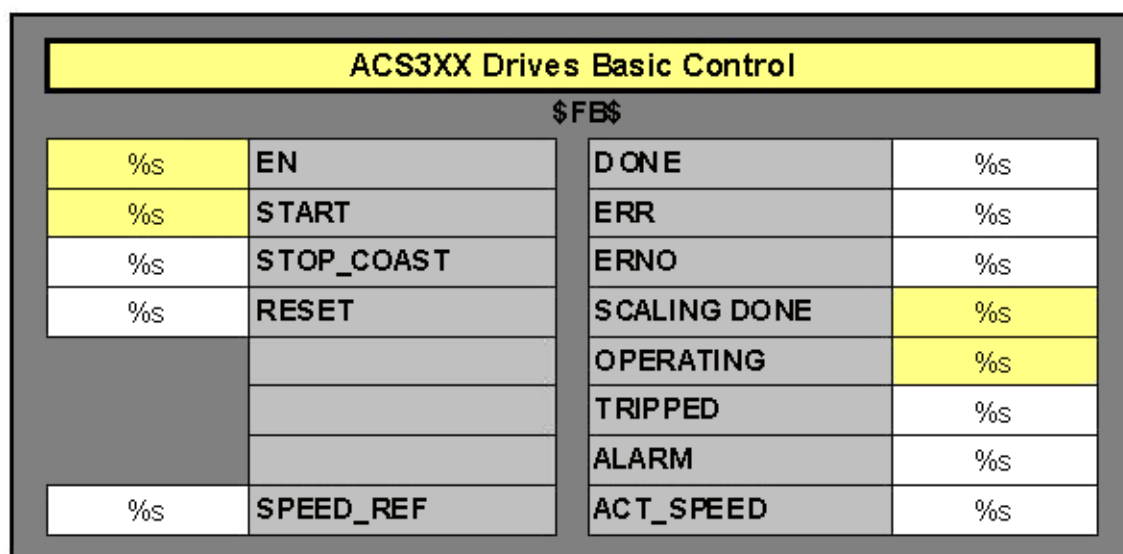 ACS3XX Drives Basic Control
$FB$
%s EN DONE %s
%s START ERR %s
%s STOP_COAST ERNO %s
%s RESET SCALING DONE %s
OPERATING %s
TRIPPED %s
ALARM %s
%s SPEED_REF ACT_SPEED %s